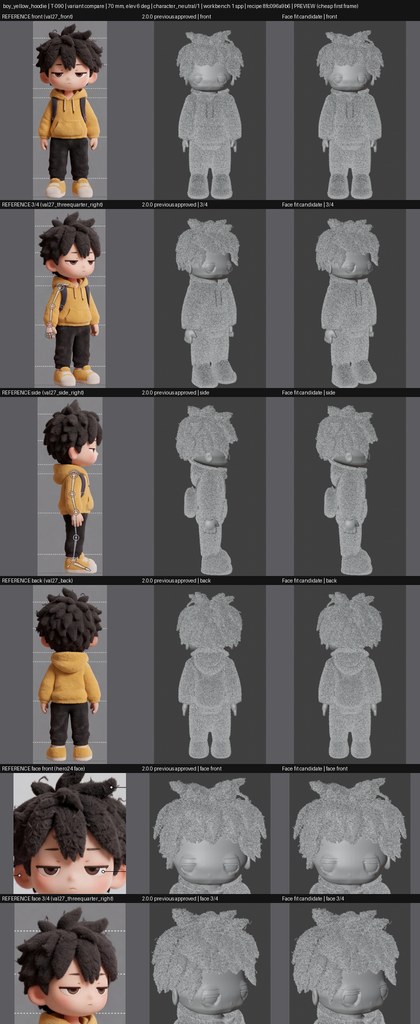 boy_yellow_hoodie | T-090 | variant.compare | 70 mm, elev 6 deg | character_neutral/1 | workbench 1 spp | PREVIEW (cheap first frame)
REFERENCE front (val27_front)
2.0.0 previous approved | front
Face fit candidate | front
REFERENCE 3/4 (val27_threequarter_right)
2.0.0 previous approved | 3/4
Face fit candidate | 3/4
REFERENCE side (val27_side_right)
2.0.0 previous approved | side
Face fit candidate | side
REFERENCE back (val27_back)
2.0.0 previous approved | back
Face fit candidate | back
REFERENCE face front (hero24 face)
2.0.0 previous approved | face front
Face fit candidate | face front
REFERENCE face 3/4 (val27_threequarter_right)
2.0.0 previous approved | face 3/4
Face fit candidate | face 3/4